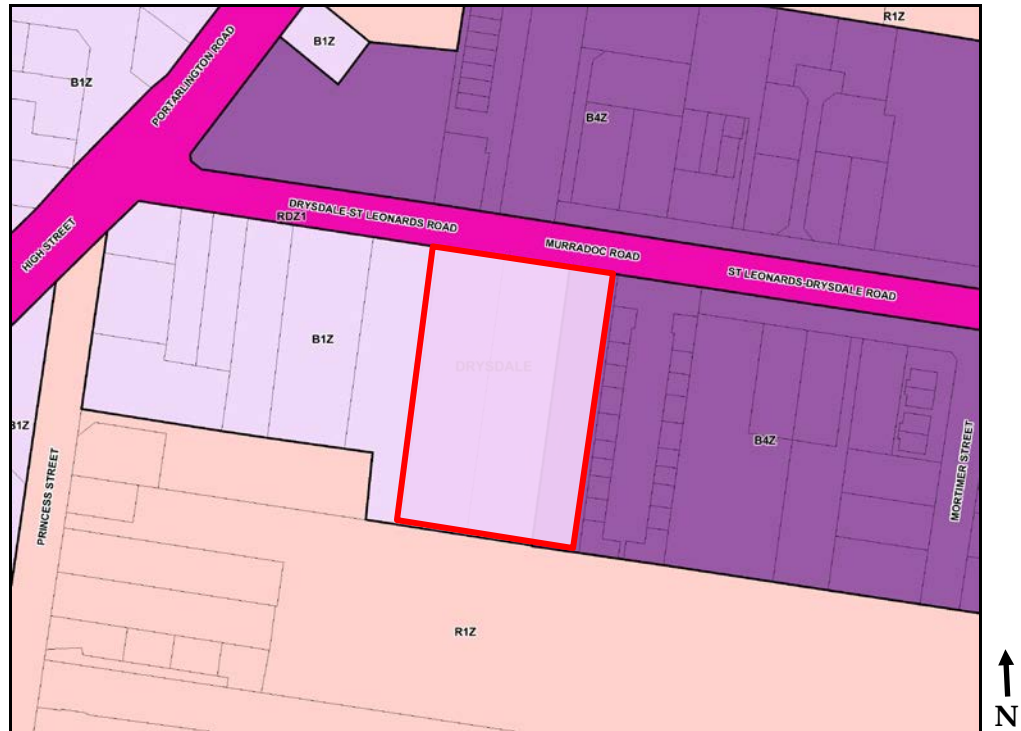 R1Z
B1Z
PORTARLINGTON ROAD
B1Z
B4Z
DRYSDALE-ST LEONARDS ROAD
RDZ1
MURRADOC ROAD
HIGH STREET
ST LEONARDS-DRYSDALE ROAD
B1Z
DRYSDALE
B1Z
B4Z
MORTIMER STREET
PRINCESS STREET
R1Z
N